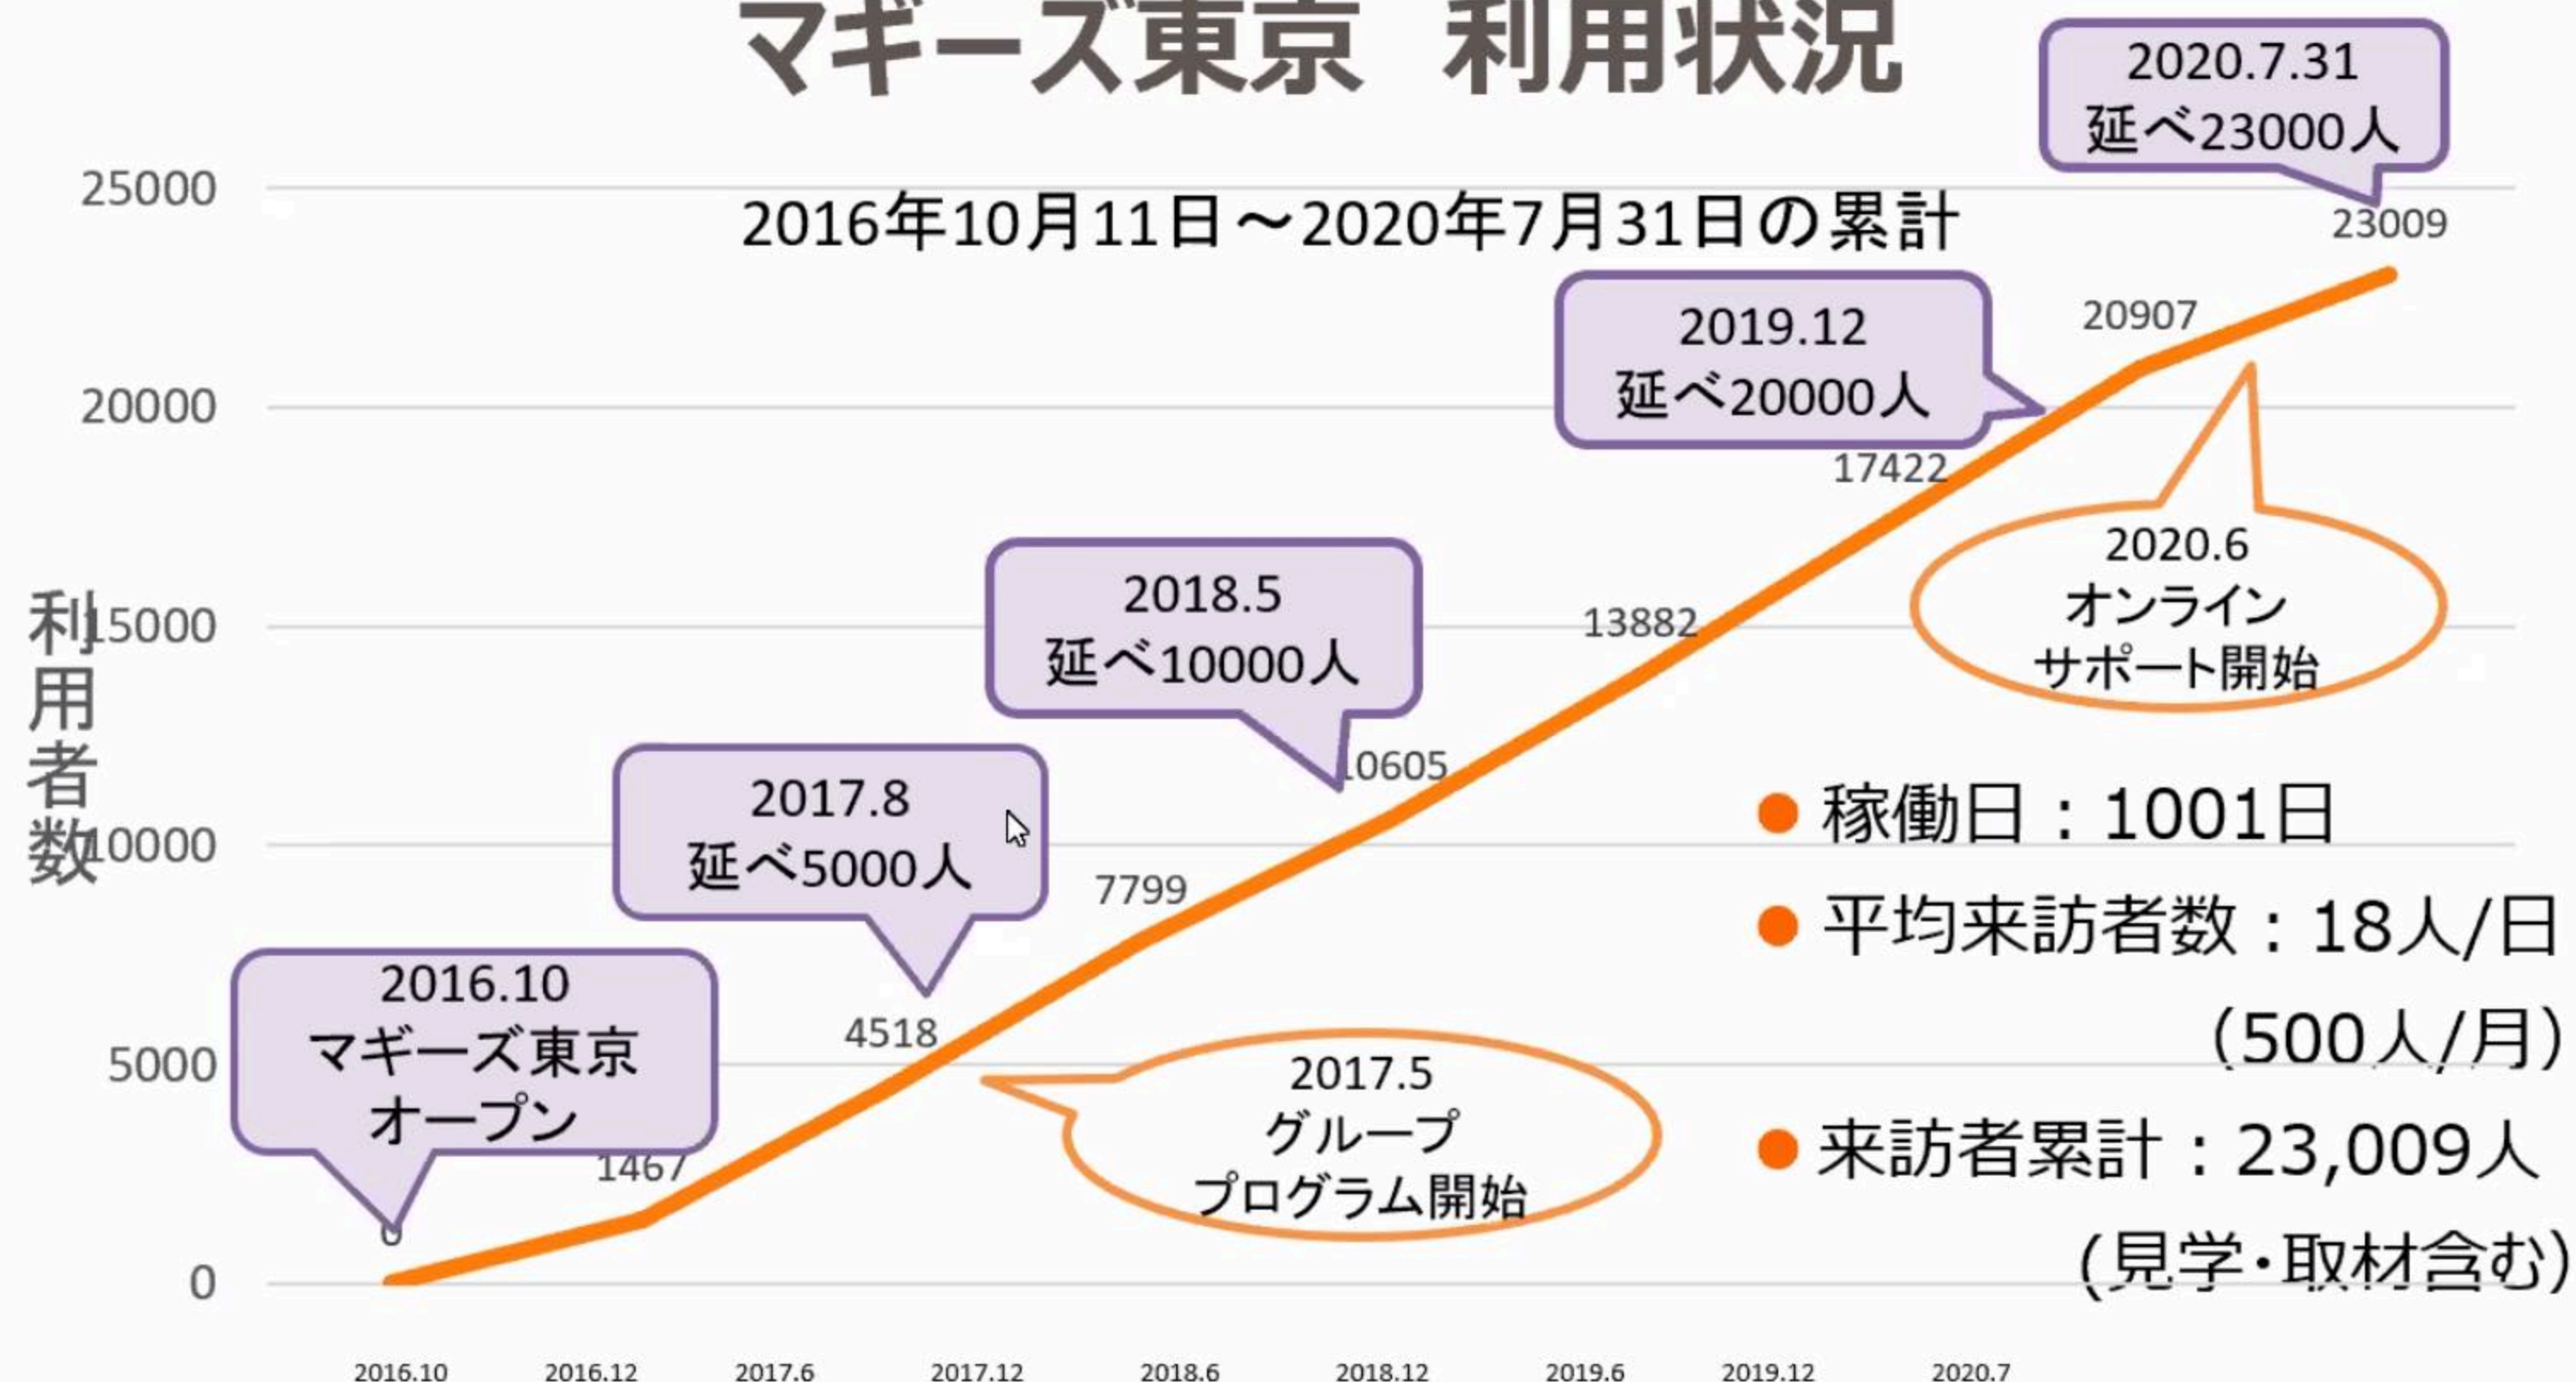 マギーズ東京 利用状況
2016年10月11日～2020年7月31日の累計
2020.7.31
延べ23000人
23009
25000
20000
15000
10000
5000
0
利用者数
2019.12
延べ20000人
20907
17422
2020.6
オンライン
サポート開始
2018.5
延べ10000人
13882
10605
2017.8
延べ5000人
7799
4518
2016.10
マギーズ東京
オープン
1467
0
2017.5
グループ
プログラム開始
● 稼働日：1001日
● 平均来訪者数：18人/日
（500人/月）
● 来訪者累計：23,009人
(見学・取材含む)
2016.10 2016.12 2017.6 2017.12 2018.6 2018.12 2019.6 2019.12 2020.7